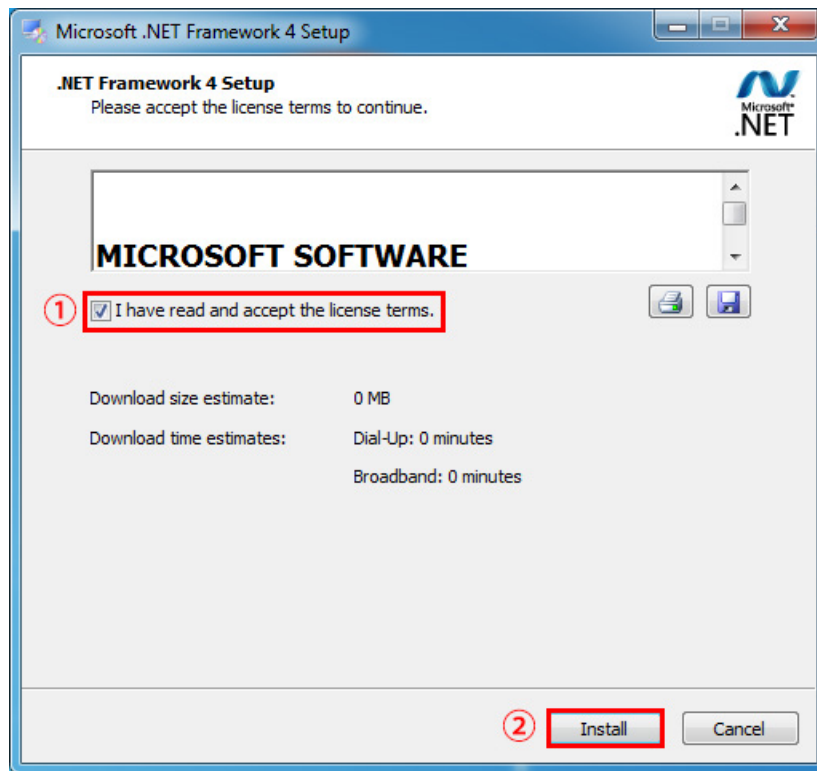 Microsoft .NET Framework 4 Setup
.NET Framework 4 Setup
Please accept the license terms to continue.
Microsoft®
.NET
MICROSOFT SOFTWARE
① I have read and accept the license terms.
Download size estimate: 0 MB
Download time estimates: Dial-Up: 0 minutes
Broadband: 0 minutes
② Install Cancel